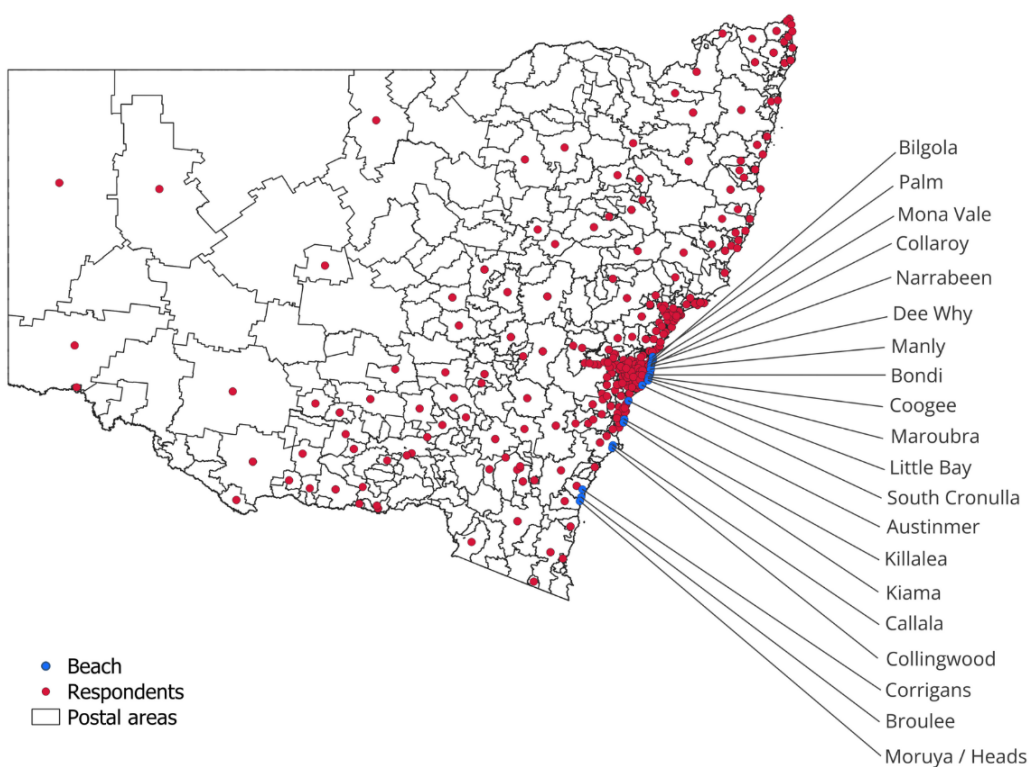 Bilgola
Palm
Mona Vale
Collaroy
Narrabeen
Dee Why
Manly
Bondi
Coogee
Maroubra
Little Bay
South Cronulla
Austinmer
Killalea
Kiama
Callala
Collingwood
Corrigans
Broulee
Moruya / Heads
Beach
Respondents
Postal areas